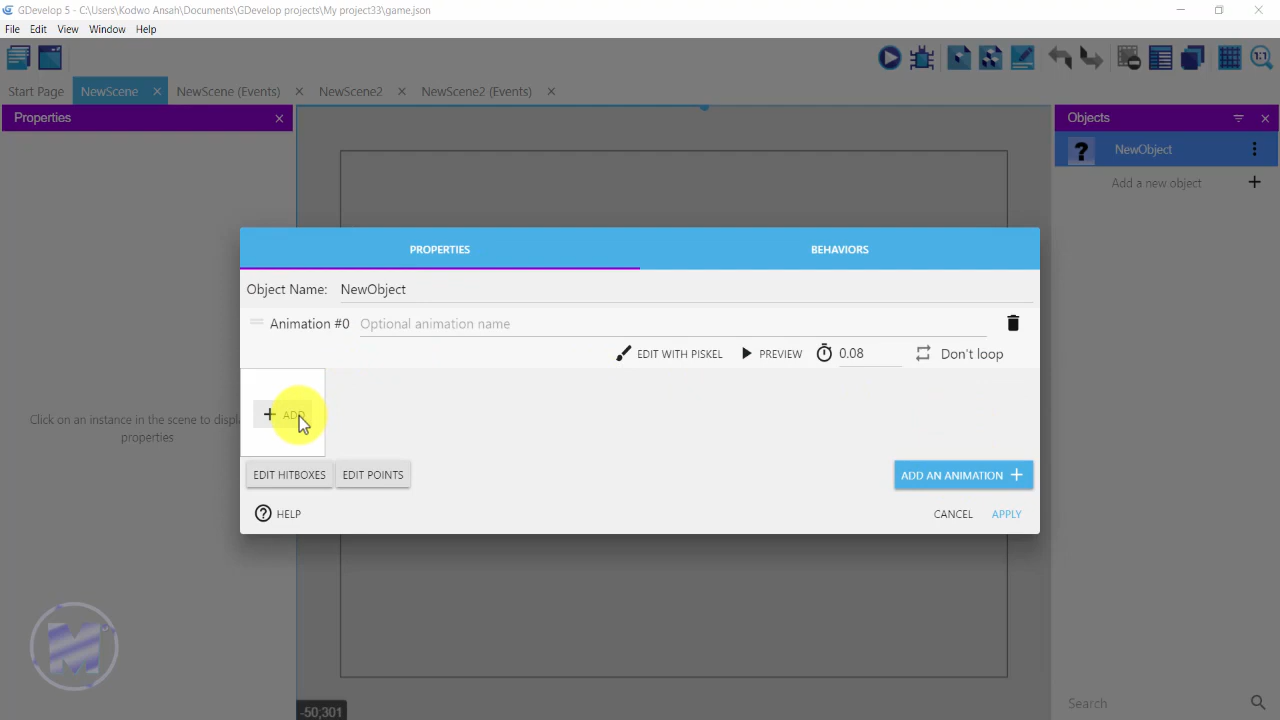 GDevelop 5 - C:\Users\Kodwo Ansah\Documents\GDevelop projects\My project33\game.json
File Edit View Window Help
1:1
Start Page NewScene NewScene (Events) NewScene2 NewScene2 (Events)
Properties
Objects
? NewObject
Add a new object
PROPERTIES BEHAVIORS
Object Name: NewObject
Animation #0 Optional animation name
EDIT WITH PISKEL PREVIEW 0.08 Don't loop
Click on an instance in the scene to displ
properties
ADD
EDIT HITBOXES EDIT POINTS ADD AN ANIMATION
HELP CANCEL APPLY
M
-50;301
Search